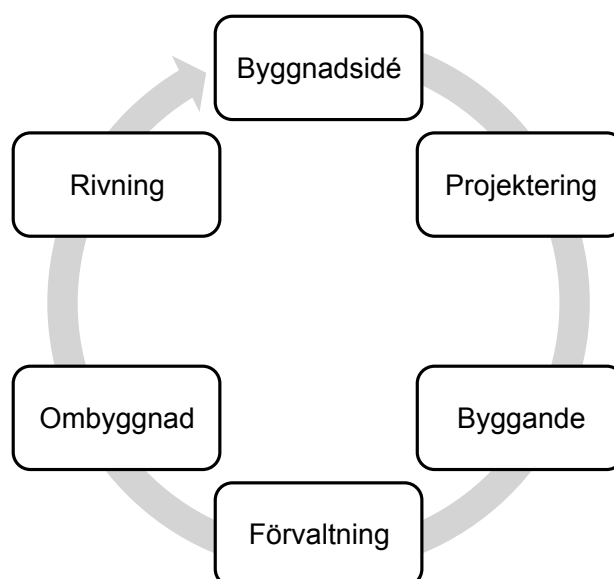 Byggnadsidé
Projektering
Byggande
Förvaltning
Ombyggnad
Rivning